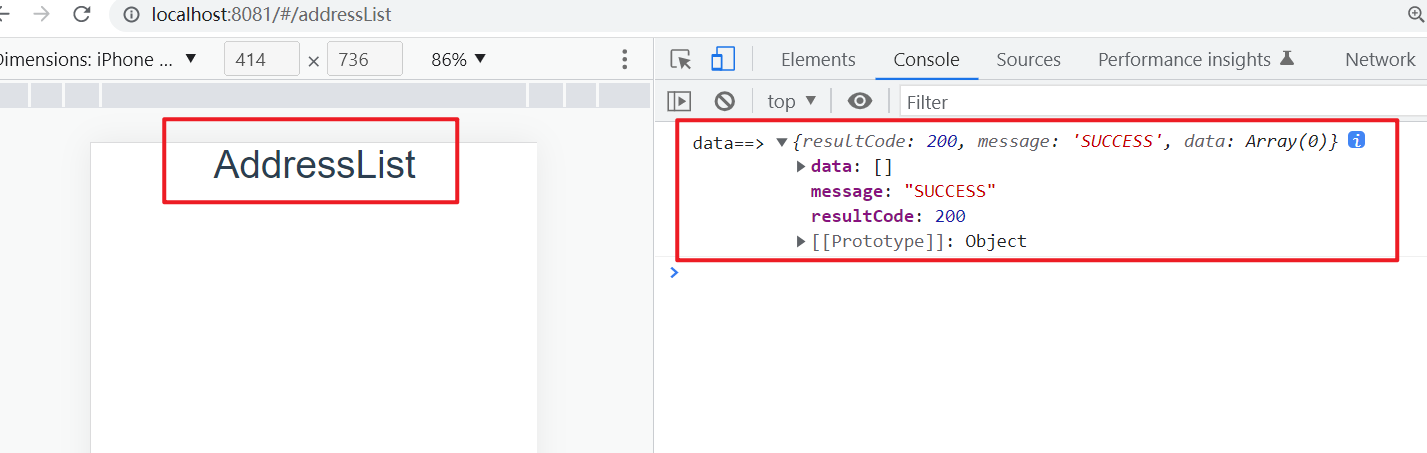 localhost:8081/#/addressList
Dimensions: iPhone ... ▼ 414 × 736 86% ▼
Elements Console Sources Performance insights Network
top ▼ Filter
AddressList
data==> ▼{resultCode: 200, message: 'SUCCESS', data: Array(0)} i
▶ data: []
message: "SUCCESS"
resultCode: 200
▶ [[Prototype]]: Object
>